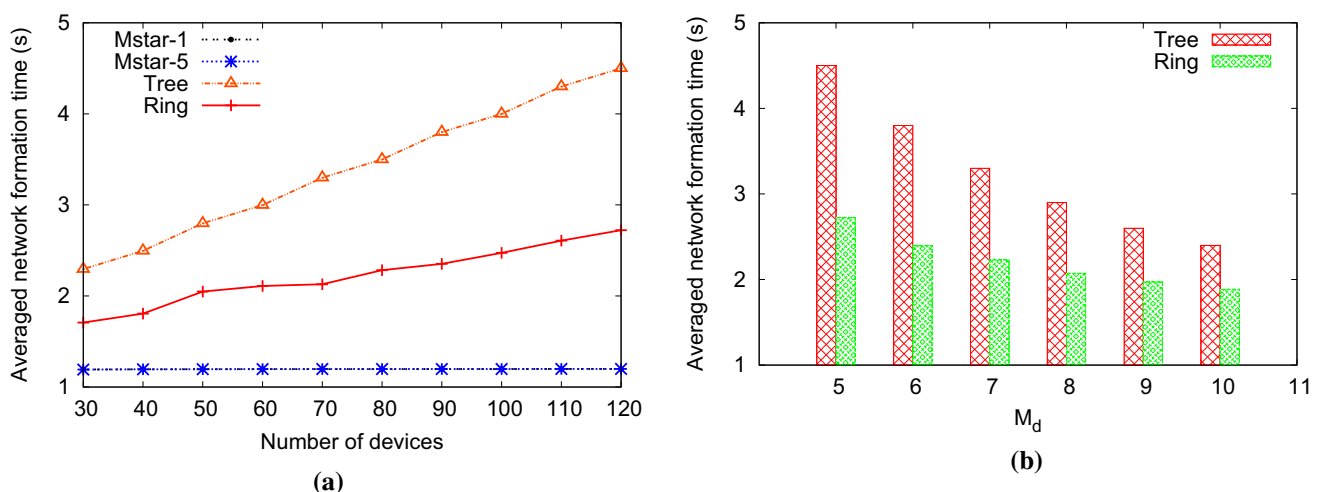 Averaged network formation time (s)
5
4
3
2
1
Mstar-1
Mstar-5
Tree
Ring
30 40 50 60 70 80 90 100 110 120
Number of devices
(a)
Averaged network formation time (s)
5
4
3
2
1
Tree
Ring
5 6 7 8 9 10 11
M_d
(b)